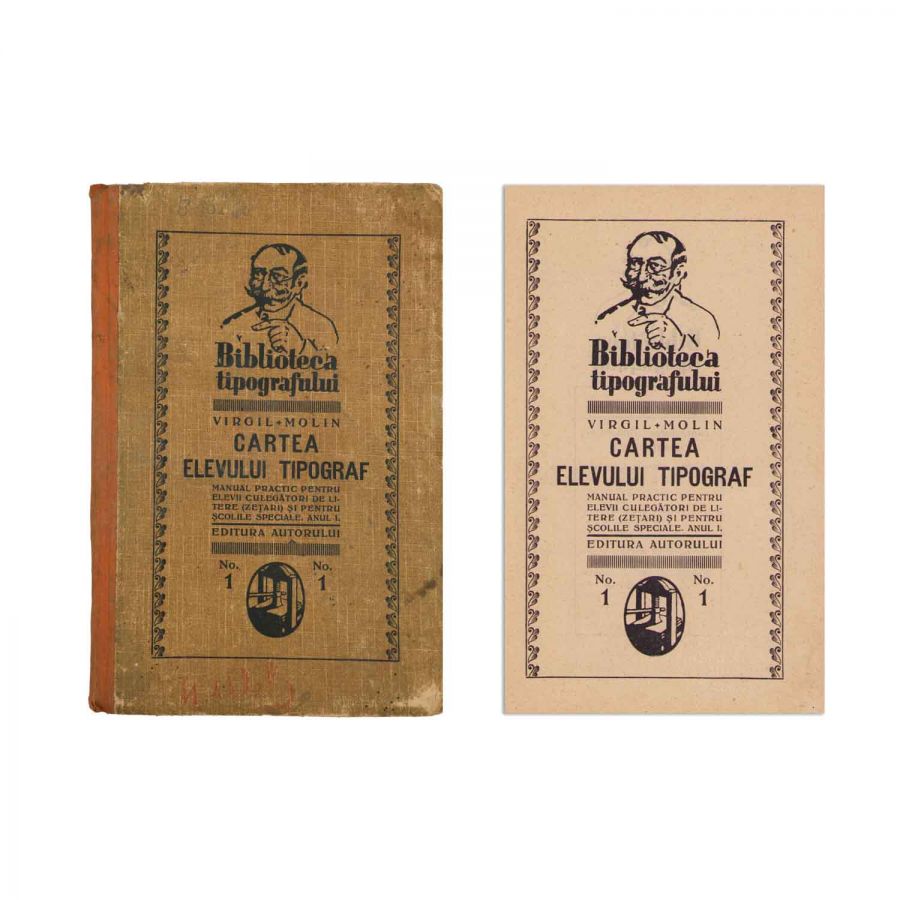 Biblioteca
tipografului
VIRGIL + MOLIN
CARTEA
ELEVULUI TIPOGRAF
MANUAL PRACTIC PENTRU
ELEVII CULEGĂTORI DE LI-
TERE (ZEȚARI) ȘI PENTRU
ȘCOLILE SPECIALE. ANUL I.
EDITURA AUTORULUI
No. No.
1 1
Biblioteca
tipografului
VIRGIL + MOLIN
CARTEA
ELEVULUI TIPOGRAF
MANUAL PRACTIC PENTRU
ELEVII CULEGĂTORI DE LI-
TERE (ZEȚARI) ȘI PENTRU
ȘCOLILE SPECIALE. ANUL I.
EDITURA AUTORULUI
No. No.
1 1